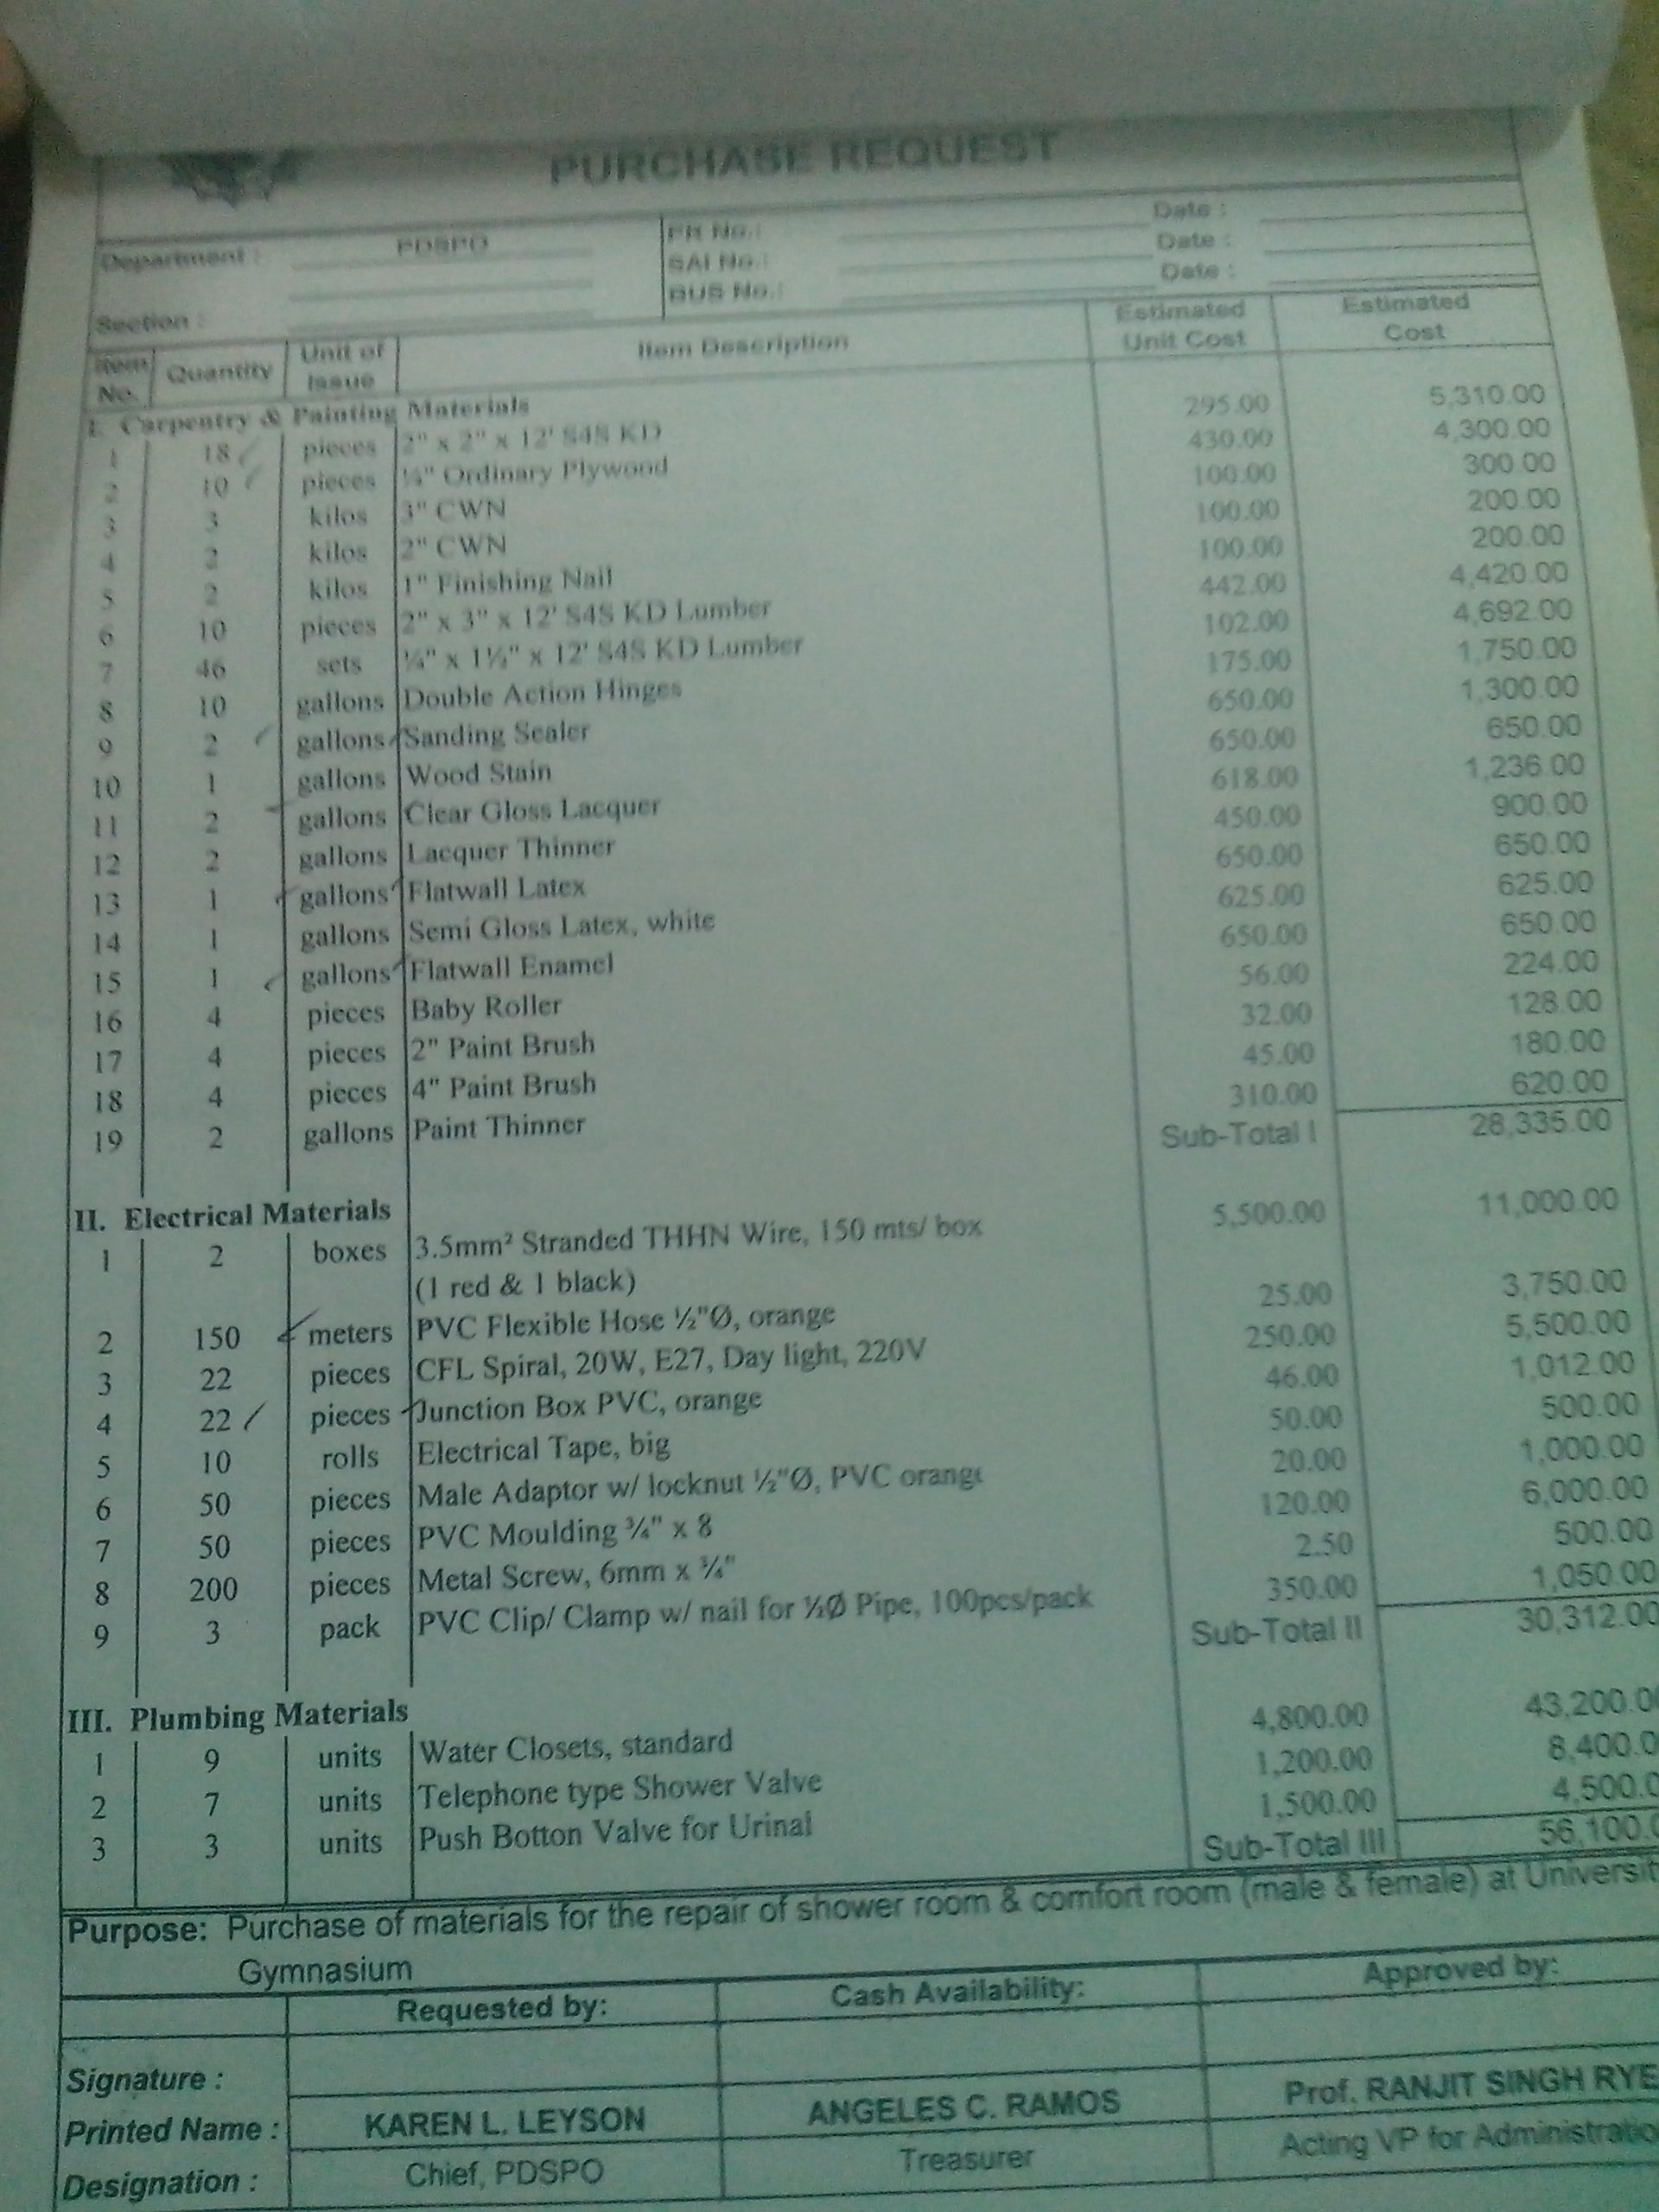 PURCHASE REQUEST
Department : PDSPO PR No.: Date :
SAI No.: Date :
Section : BUS No.: Date :
Item No. Quantity Unit of Issue Item Description Estimated Unit Cost Estimated Cost
I. Carpentry & Painting Materials
1 18 pieces 2" x 2" x 12' S4S KD 295.00 5,310.00
2 10 pieces ¼" Ordinary Plywood 430.00 4,300.00
3 3 kilos 3" CWN 100.00 300.00
4 2 kilos 2" CWN 100.00 200.00
5 2 kilos 1" Finishing Nail 100.00 200.00
6 10 pieces 2" x 3" x 12' S4S KD Lumber 442.00 4,420.00
7 46 sets x 1½" x 12' S4S KD Lumber 102.00 4,692.00
8 10 gallons Double Action Hinges 175.00 1,750.00
9 2 gallons Sanding Sealer 650.00 1,300.00
10 1 gallons Wood Stain 650.00 650.00
11 2 gallons Clear Gloss Lacquer 618.00 1,236.00
12 2 gallons Lacquer Thinner 450.00 900.00
13 1 gallons Flatwall Latex 650.00 650.00
14 1 gallons Semi Gloss Latex, white 625.00 625.00
15 1 gallons Flatwall Enamel 650.00 650.00
16 4 pieces Baby Roller 56.00 224.00
17 4 pieces 2" Paint Brush 32.00 128.00
18 4 pieces 4" Paint Brush 45.00 180.00
19 2 gallons Paint Thinner 310.00 620.00
Sub-Total I 28,335.00
II. Electrical Materials
1 2 boxes 3.5mm² Stranded THHN Wire, 150 mts/ box 5,500.00 11,000.00
(1 red & 1 black)
2 150 meters PVC Flexible Hose ½"Ø, orange 25.00 3,750.00
3 22 pieces CFL Spiral, 20W, E27, Day light, 220V 250.00 5,500.00
4 22 pieces Junction Box PVC, orange 46.00 1,012.00
5 10 rolls Electrical Tape, big 50.00 500.00
6 50 pieces Male Adaptor w/ locknut ½"Ø, PVC orange 20.00 1,000.00
7 50 pieces PVC Moulding ¾" x 8 120.00 6,000.00
8 200 pieces Metal Screw, 6mm x ¾" 2.50 500.00
9 3 pack PVC Clip/ Clamp w/ nail for ½Ø Pipe, 100pcs/pack 350.00 1,050.00
Sub-Total II 30,312.00
III. Plumbing Materials
1 9 units Water Closets, standard 4,800.00 43,200.0
2 7 units Telephone type Shower Valve 1,200.00 8,400.0
3 3 units Push Botton Valve for Urinal 1,500.00 4,500.0
Sub-Total III 56,100.0
Purpose: Purchase of materials for the repair of shower room & comfort room (male & female) at Universit
Gymnasium
Requested by: Cash Availability: Approved by:
Signature :
Printed Name : KAREN L. LEYSON ANGELES C. RAMOS Prof. RANJIT SINGH RYE
Designation : Chief, PDSPO Treasurer Acting VP for Administratio